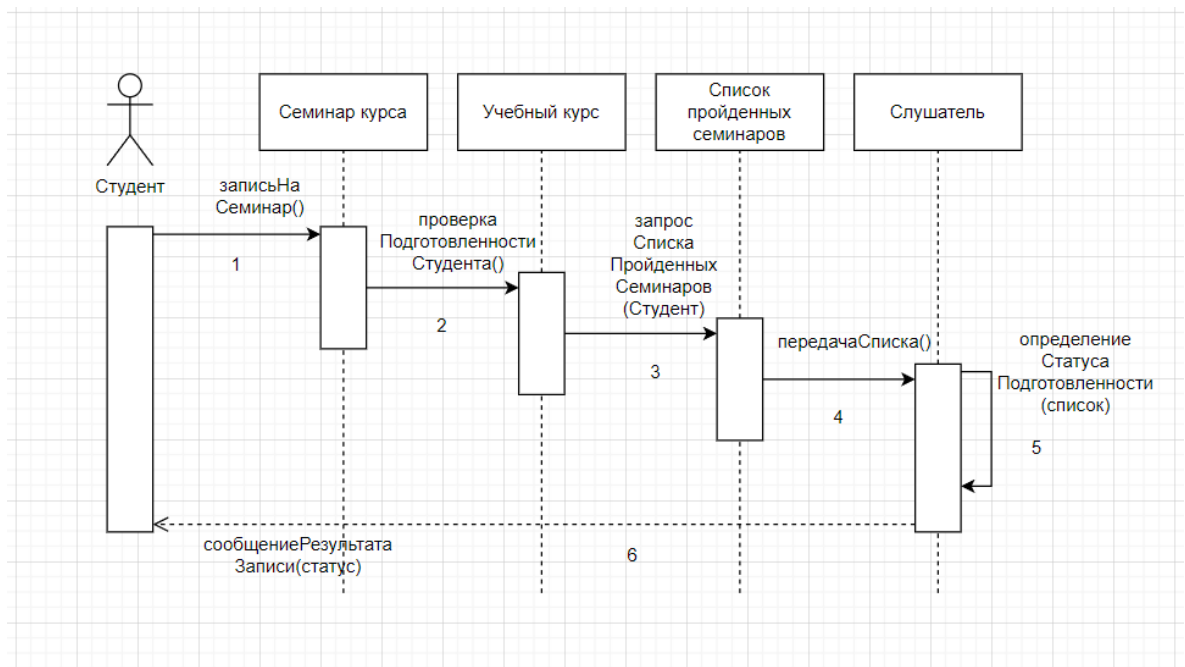 Студент
Семинар курса
Учебный курс
Список
пройденных
семинаров
Слушатель
записьНа
Семинар()
1
проверка
Подготовленности
Студента()
2
запрос
Списка
Пройденных
Семинаров
(Студент)
3
передачаСписка()
4
определение
Статуса
Подготовленности
(список)
5
сообщениеРезультата
Записи(статус)
6